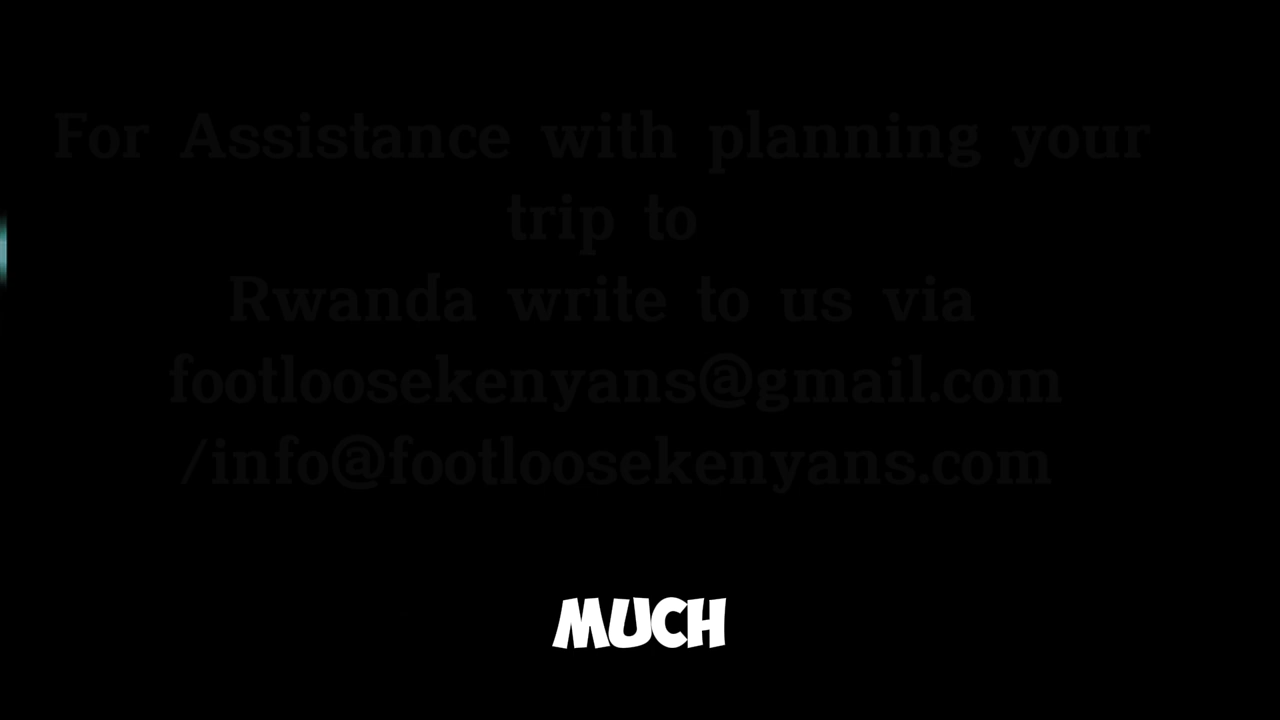 For Assistance with planning your
trip to
Rwanda write to us via
footloosekenyans@gmail.com
/info@footloosekenyans.com
MUCH